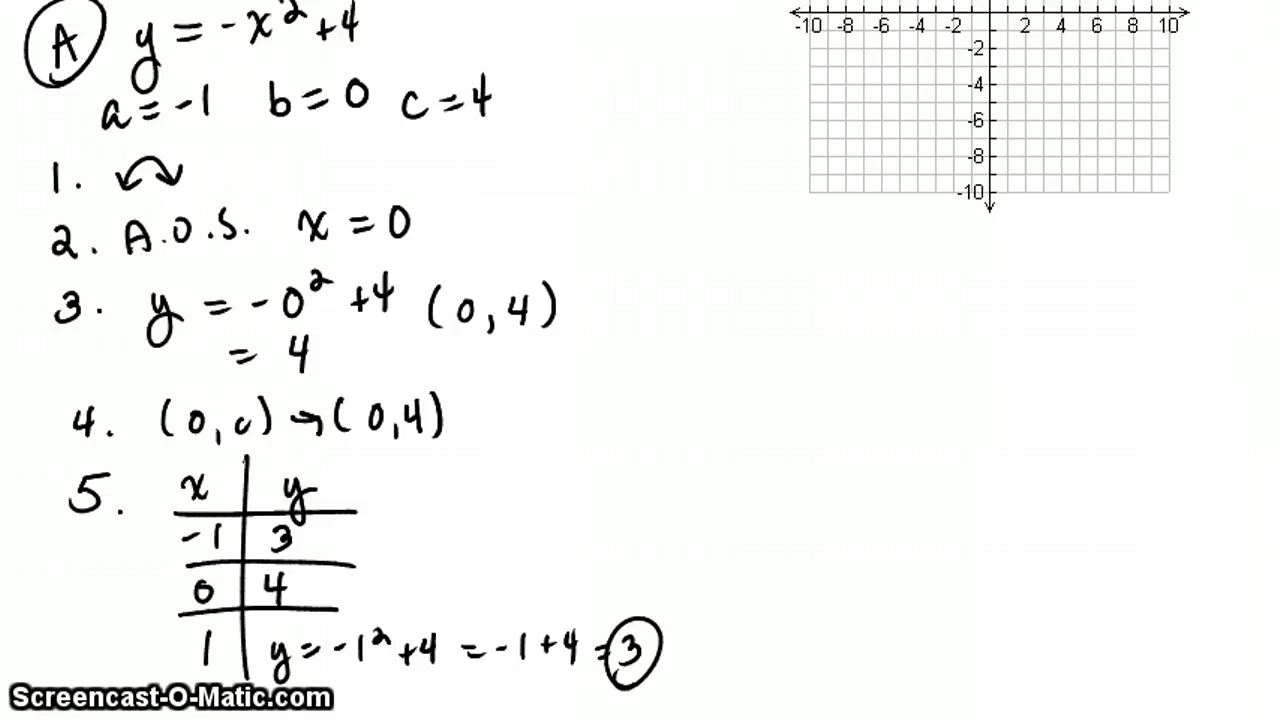 A y = -x² + 4
a = -1 b = 0 c = 4
1.
2. A.O.S. x = 0
3. y = -0² + 4 (0, 4)
= 4
4. (0, c) → (0, 4)
5. x y
-1 3
0 4
1 y = -1² + 4 = -1 + 4 = 3
-10 -8 -6 -4 -2 2 4 6 8 10
-2
-4
-6
-8
-10
Screencast-O-Matic.com